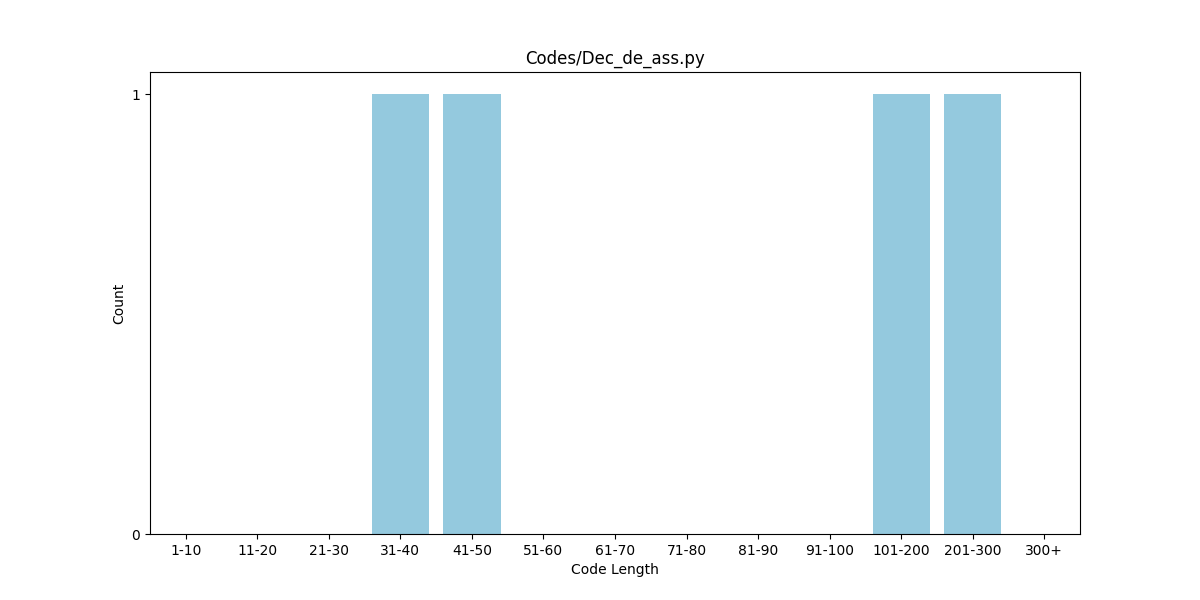 Codes/Dec_de_ass.py
1
0
Count
1-10 11-20 21-30 31-40 41-50 51-60 61-70 71-80 81-90 91-100 101-200 201-300 300+
Code Length